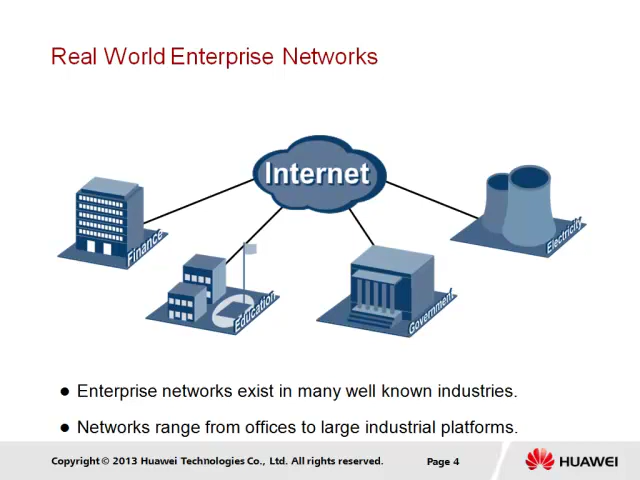 Real World Enterprise Networks
Internet
Finance
Education
Government
Electricity
● Enterprise networks exist in many well known industries.
● Networks range from offices to large industrial platforms.
Copyright © 2013 Huawei Technologies Co., Ltd. All rights reserved.
Page 4
HUAWEI